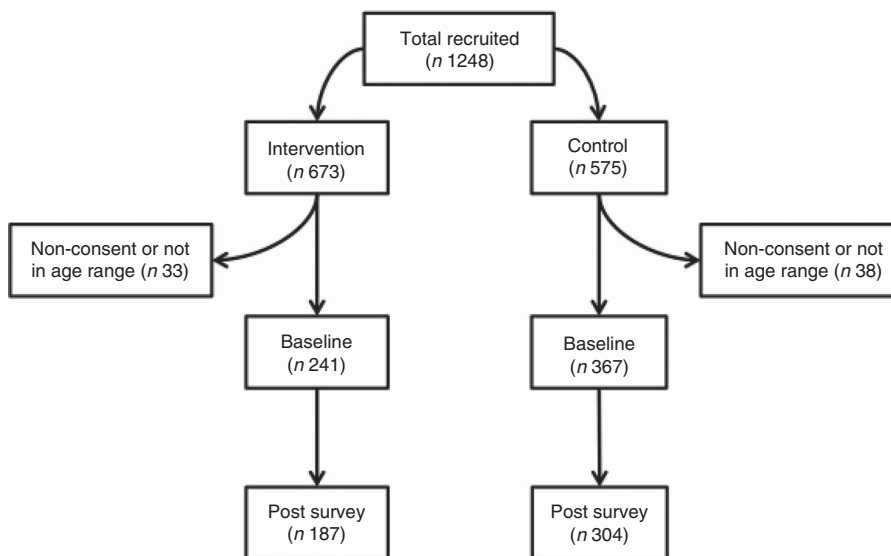 Total recruited
(n 1248)
Intervention
(n 673)
Control
(n 575)
Non-consent or not
in age range (n 33)
Non-consent or not
in age range (n 38)
Baseline
(n 241)
Baseline
(n 367)
Post survey
(n 187)
Post survey
(n 304)